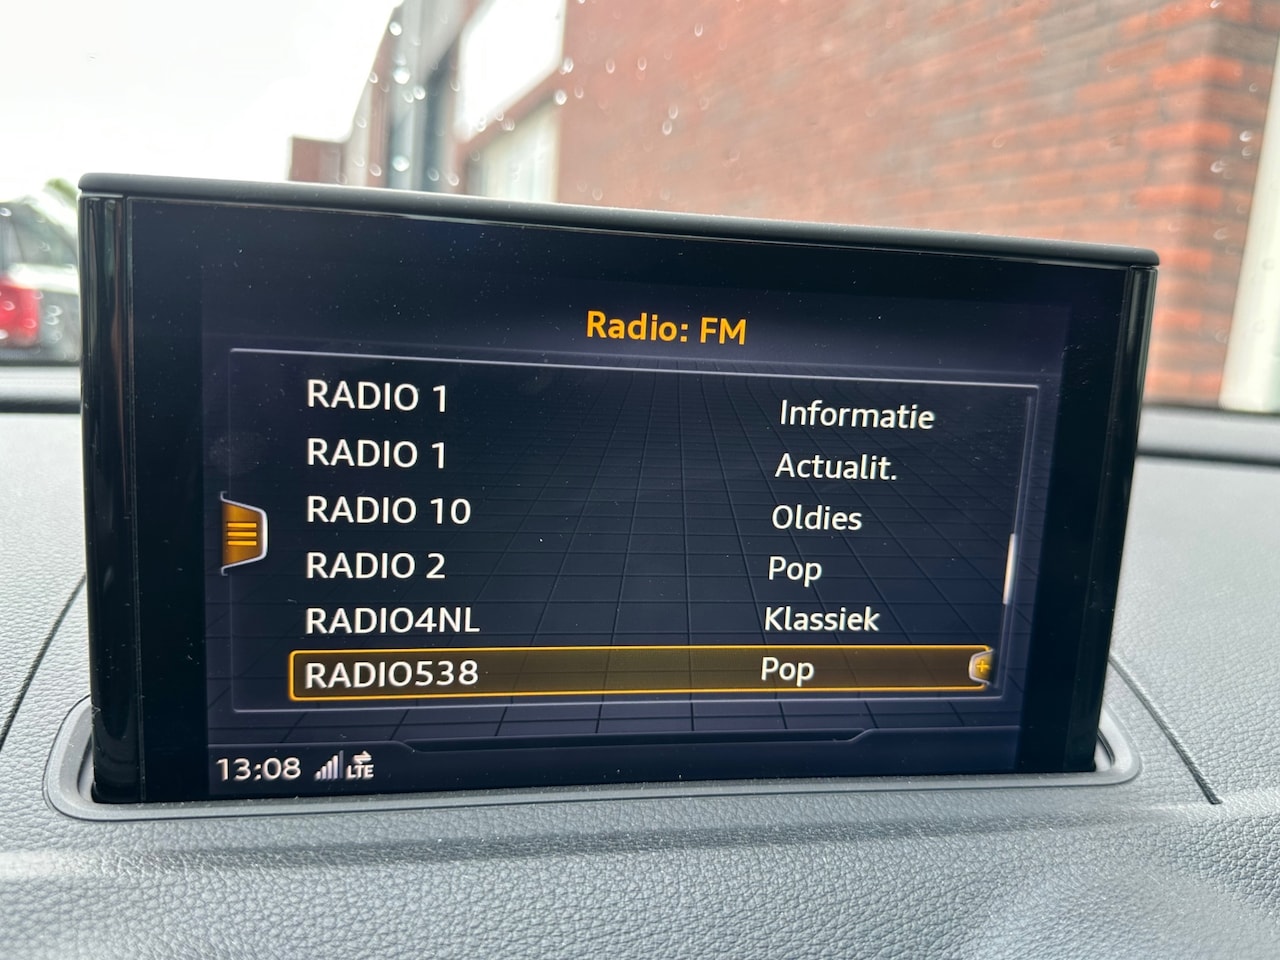 Radio: FM
RADIO 1 Informatie
RADIO 1 Actualit.
RADIO 10 Oldies
RADIO 2 Pop
RADIO4NL Klassiek
RADIO538 Pop
13:08 LTE